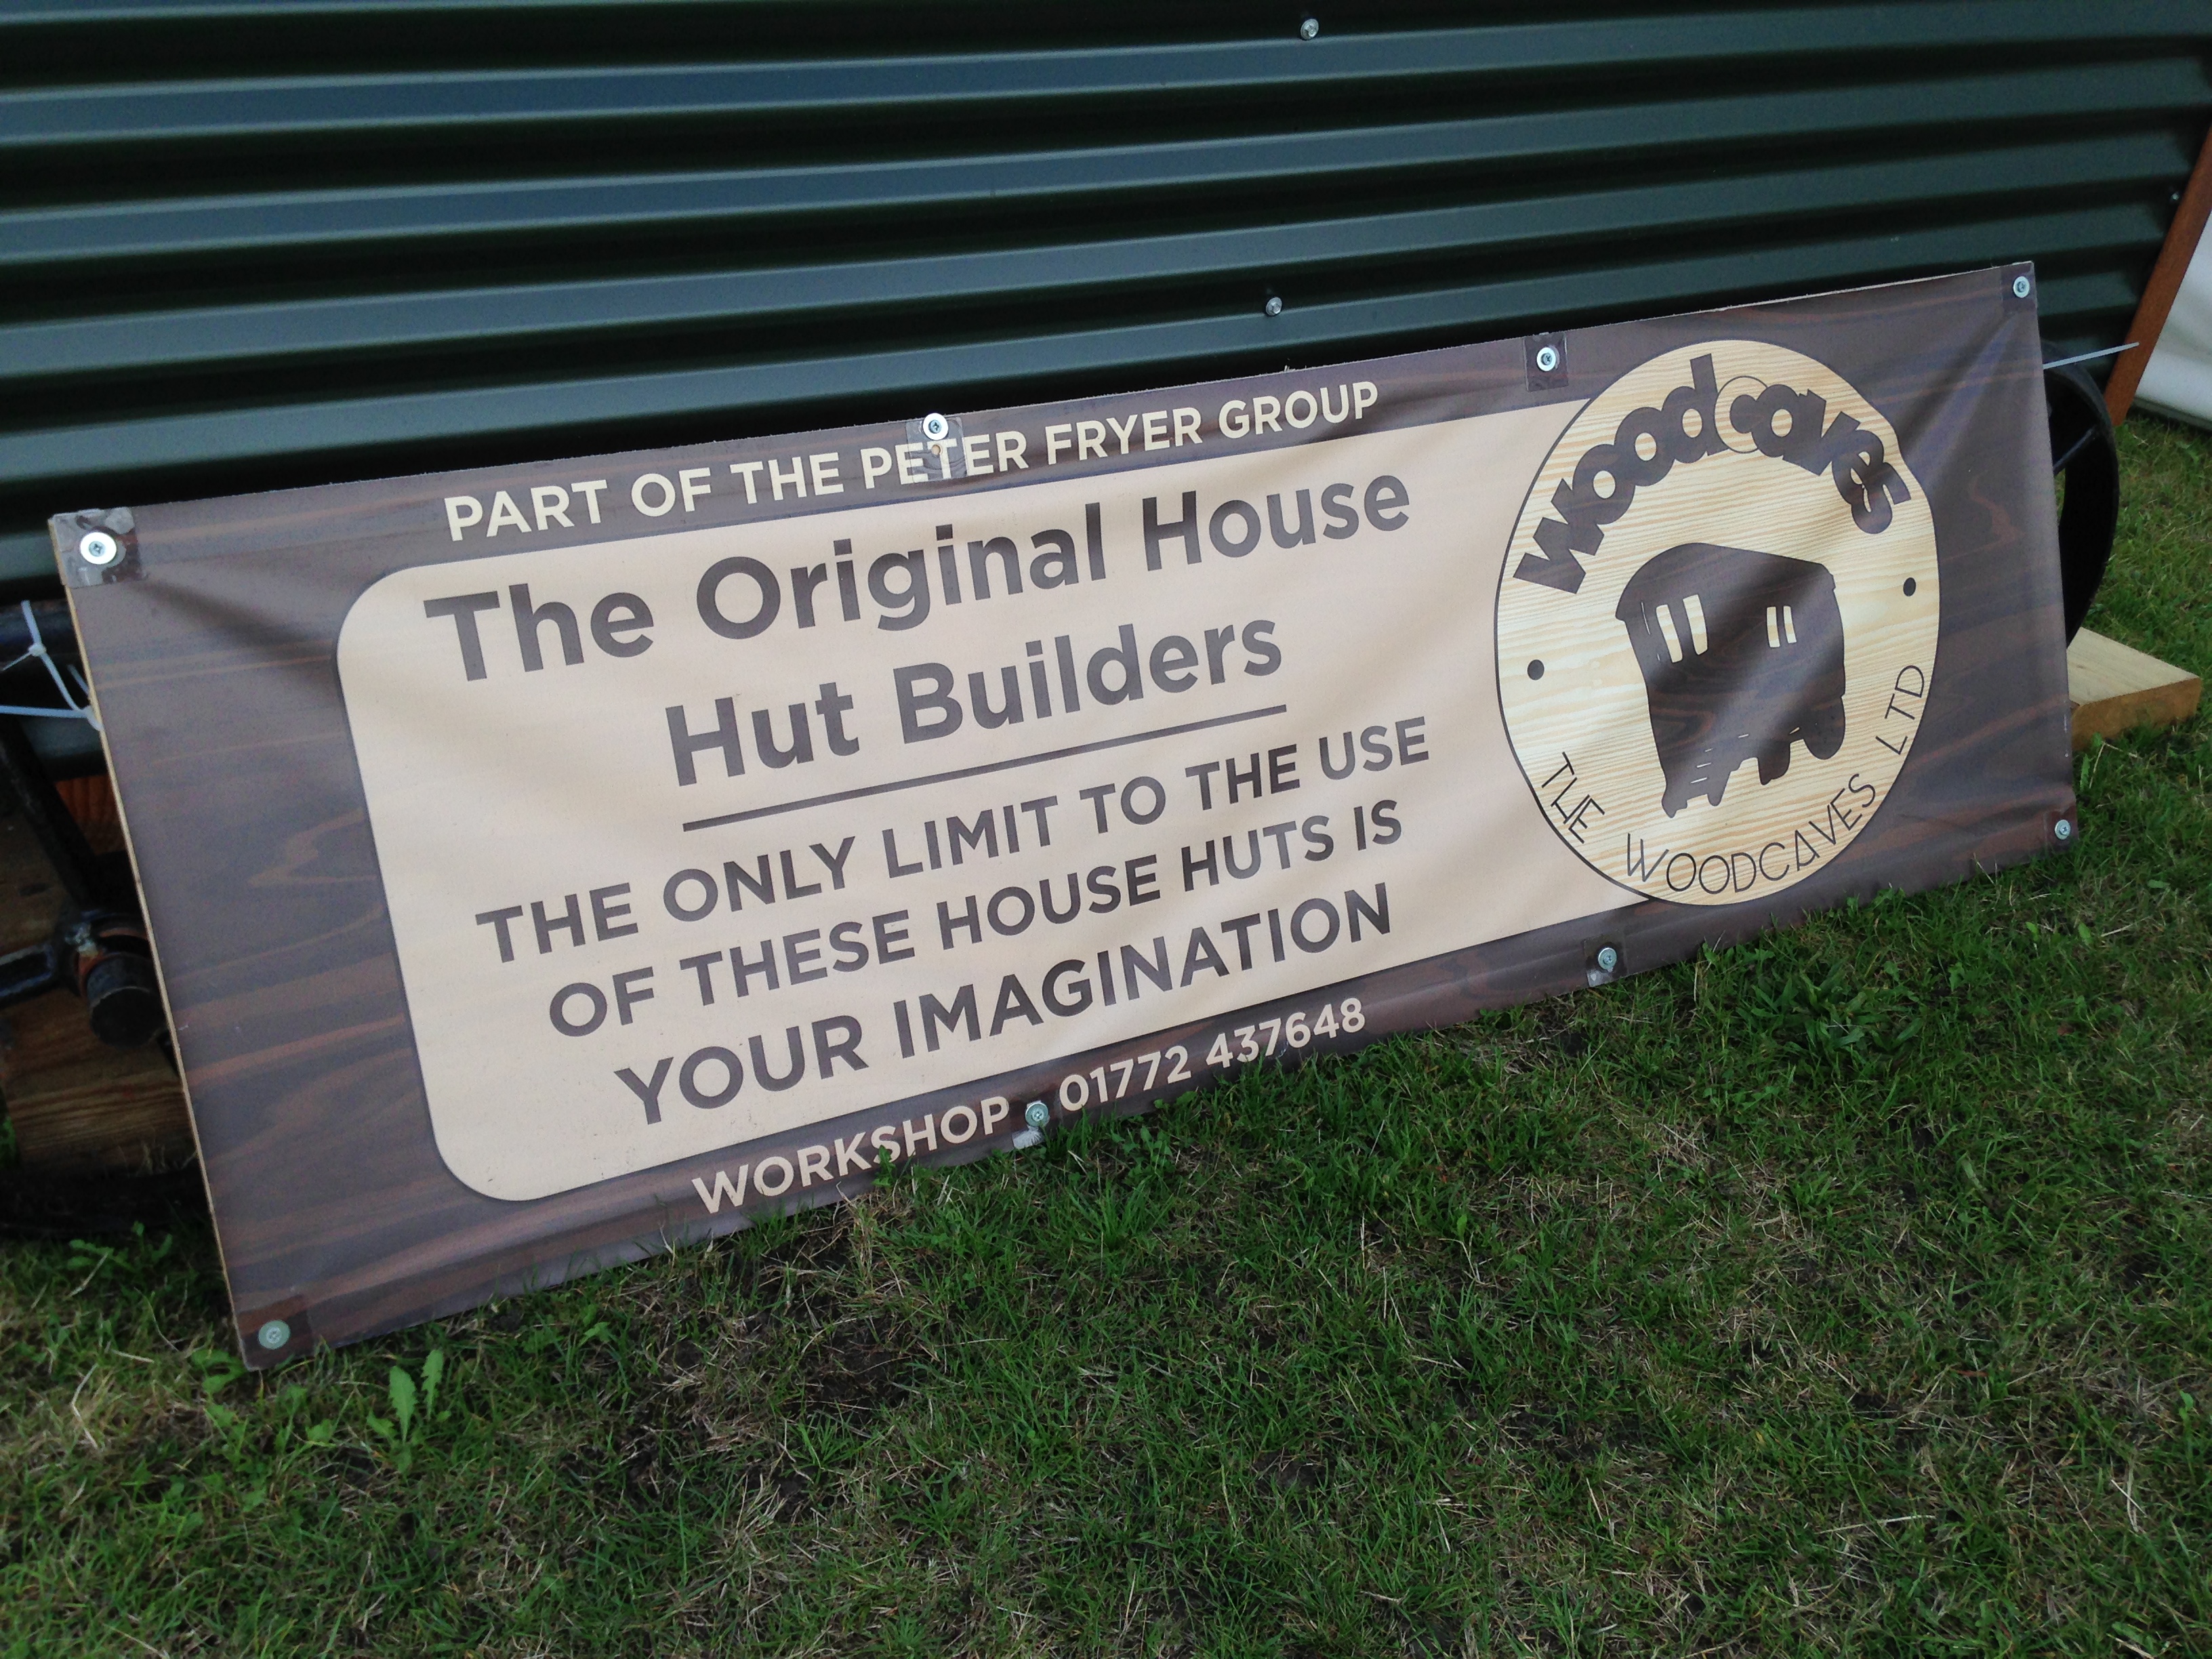 PART OF THE PETER FRYER GROUP
The Original House
Hut Builders
THE ONLY LIMIT TO THE USE
OF THESE HOUSE HUTS IS
YOUR IMAGINATION
WORKSHOP 01772 437648
woodcaves
THE WOODCAVES LTD